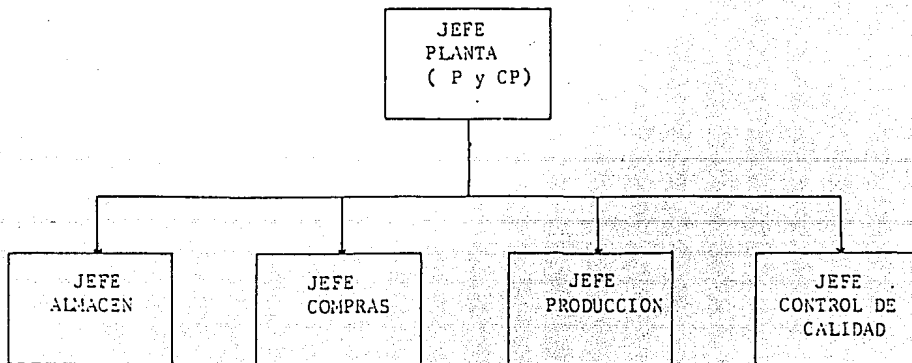 JEFE
PLANTA
( P y CP)
JEFE
ALMACEN
JEFE
COMPRAS
JEFE
PRODUCCION
JEFE
CONTROL DE
CALIDAD